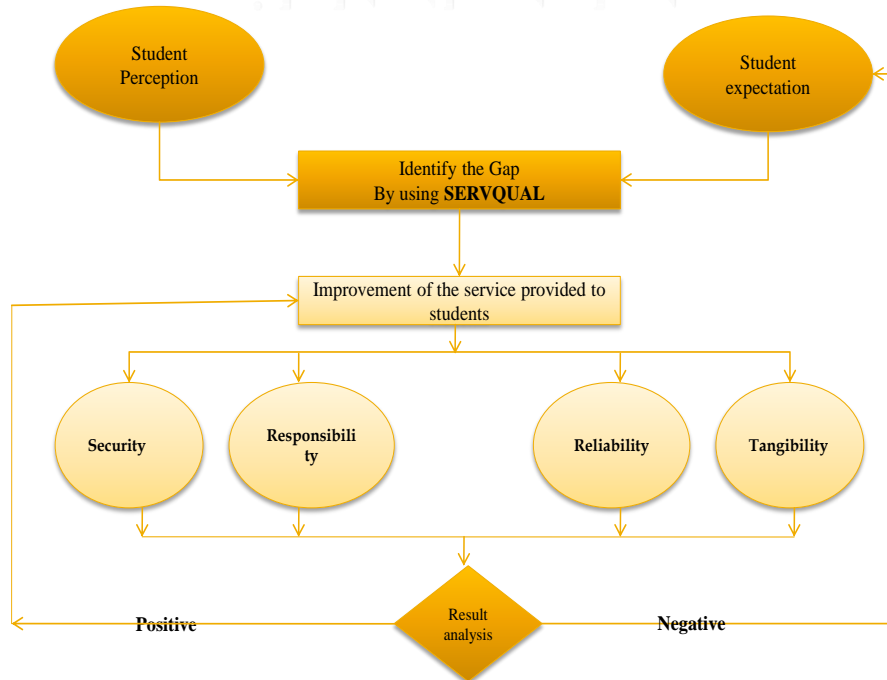 Student
Perception
Student
expectation
Identify the Gap
By using SERVQUAL
Improvement of the service provided to
students
Security
Responsibili
ty
Reliability
Tangibility
Result
analysis
Positive
Negative